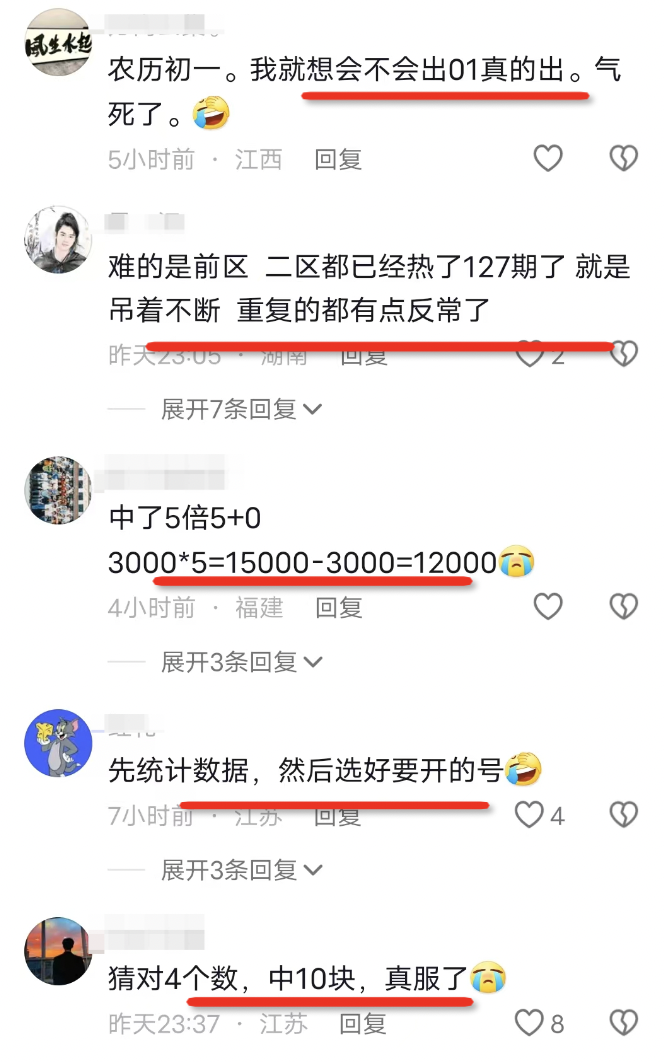 風生水起
农历初一。我就想会不会出01真的出。气
死了。🤣
5小时前 · 江西 回复
难的是前区 二区都已经热了127期了 就是
吊着不断 重复的都有点反常了
昨天23:05 · 湖南 回复 2
展开7条回复
中了5倍5+0
3000*5=15000-3000=12000😭
4小时前 · 福建 回复
展开3条回复
先统计数据，然后选好要开的号🤣
7小时前 · 江苏 回复 4
展开3条回复
猜对4个数，中10块，真服了😭
昨天23:37 · 江苏 回复 8